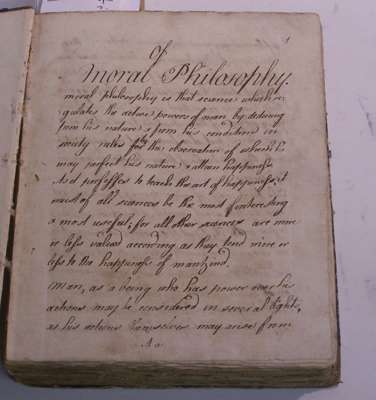 1
Of
Moral Philosophy.
Moral philosophy is that science which re-
gulates the active powers of man by deducing
from his nature & from his condition in
society rules for the observation of which he
may perfect his nature & attain happiness
As it professes to teach the art of happiness, it
must of all sciences be the most interesting
& most useful; for all other sciences are more
or less valued according as they tend more or
less to the happiness of mankind.
Man, as a being who has power over his
actions may be considered in several lights,
as his actions themselves may arise from